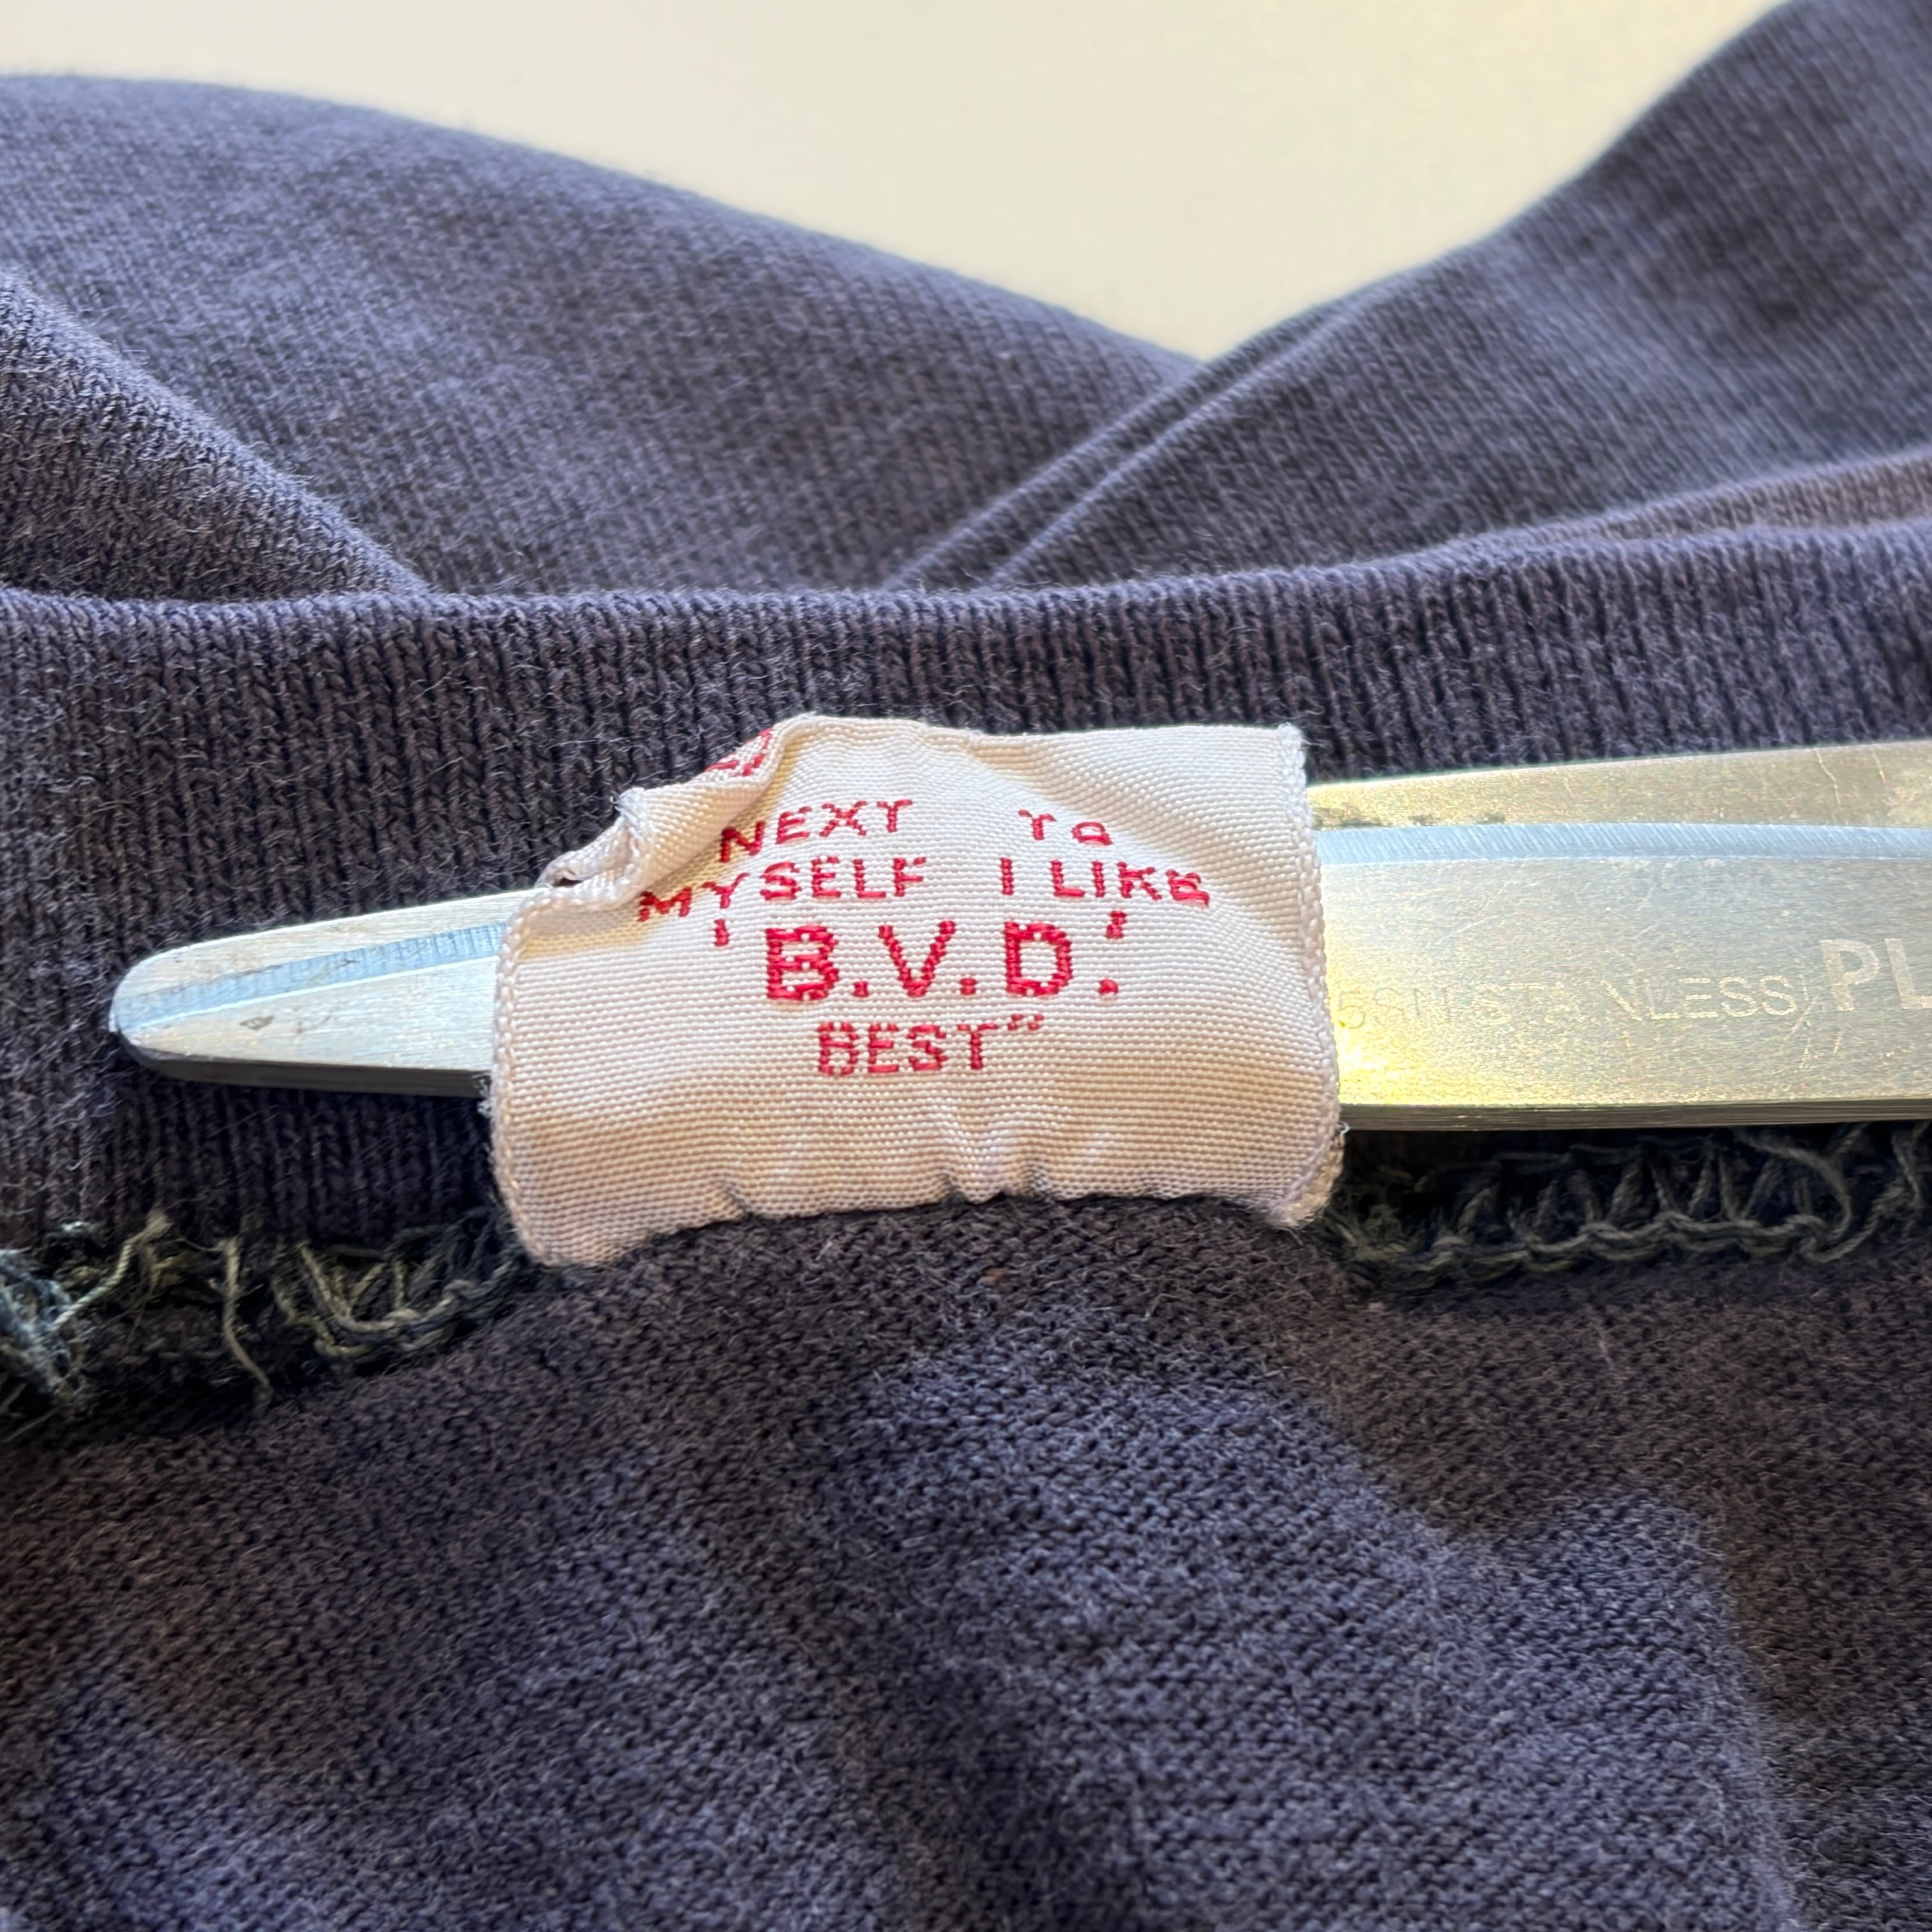 NEXT TO
MYSELF I LIKE
'B.V.D.'
BEST"
STAINLESS PL